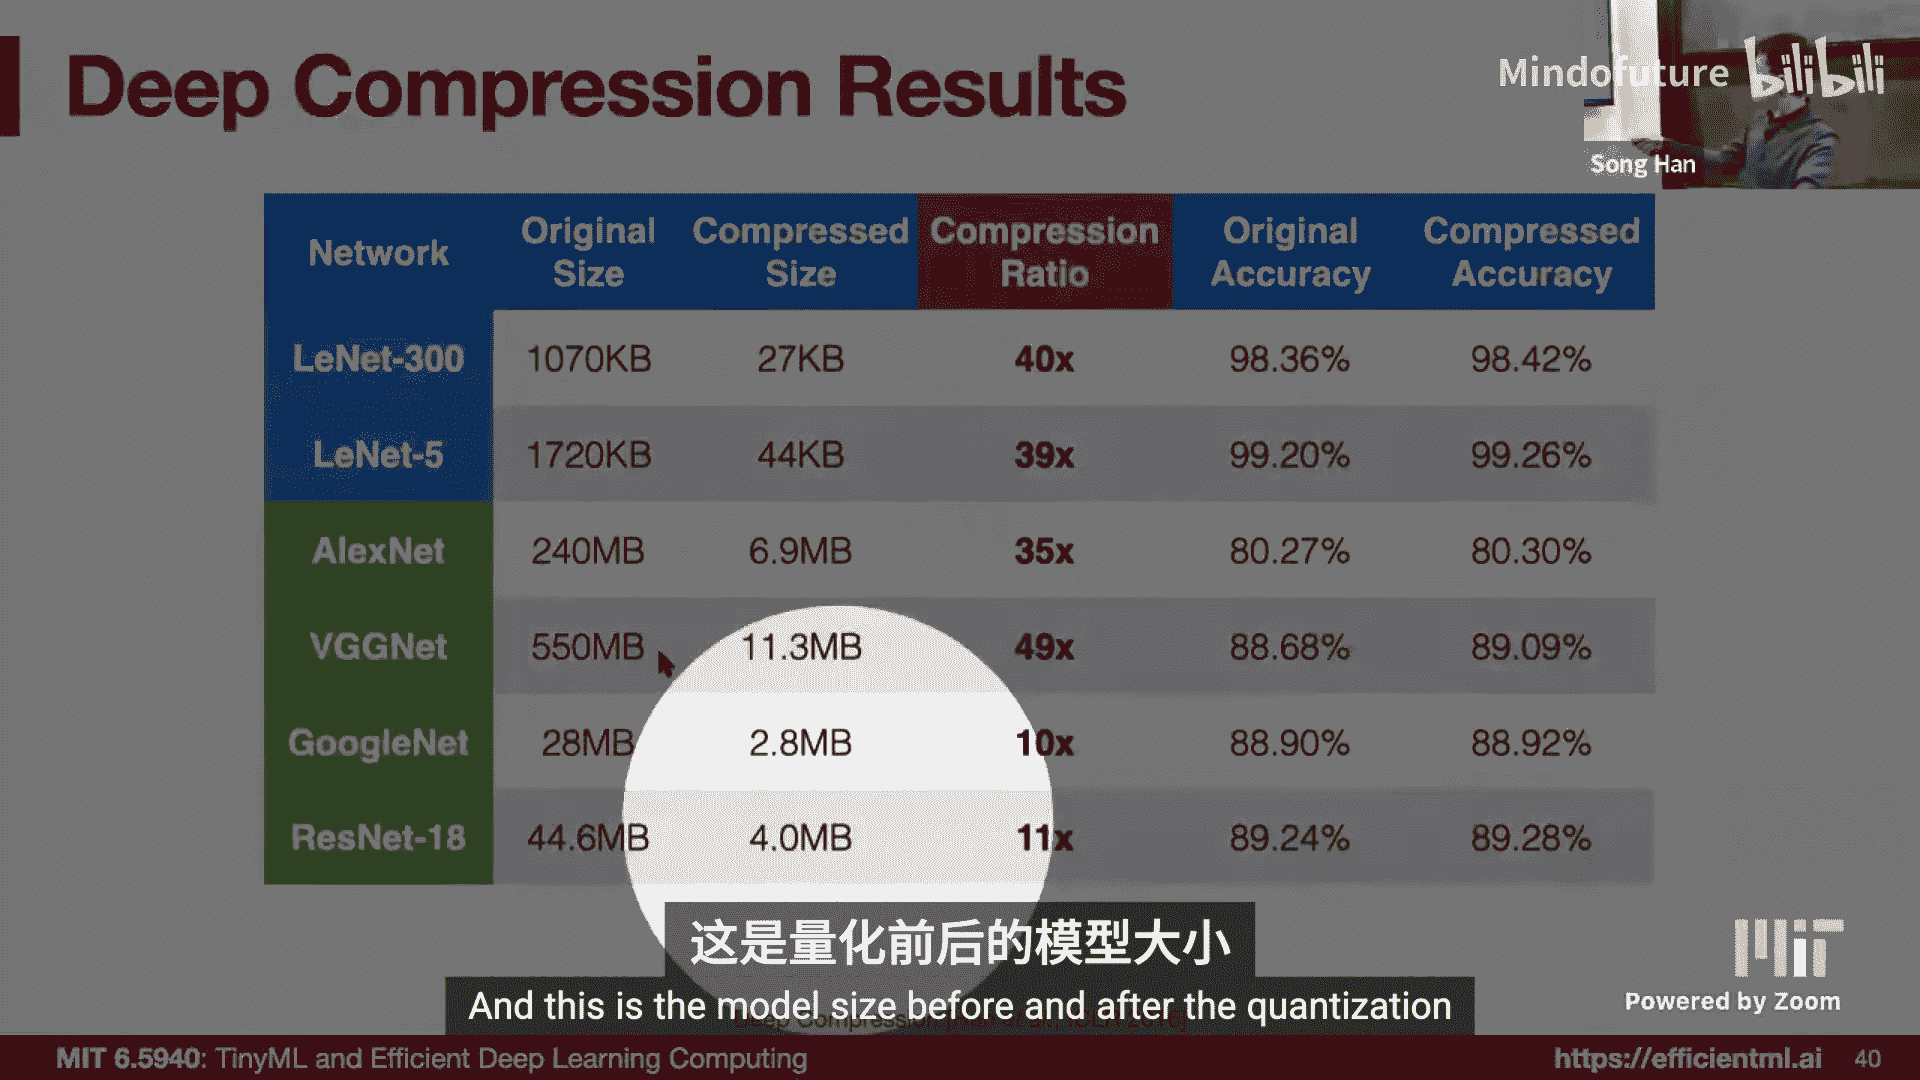 Deep Compression Results
Mindofuture bilibili
Song Han
Network Original Size Compressed Size Compression Ratio Original Accuracy Compressed Accuracy
LeNet-300 1070KB 27KB 40x 98.36% 98.42%
LeNet-5 1720KB 44KB 39x 99.20% 99.26%
AlexNet 240MB 6.9MB 35x 80.27% 80.30%
VGGNet 550MB 11.3MB 49x 88.68% 89.09%
GoogleNet 28MB 2.8MB 10x 88.90% 88.92%
ResNet-18 44.6MB 4.0MB 11x 89.24% 89.28%
这是量化前后的模型大小
And this is the model size before and after the quantization
MiT
Powered by Zoom
MIT 6.5940: TinyML and Efficient Deep Learning Computing
https://efficientml.ai 40